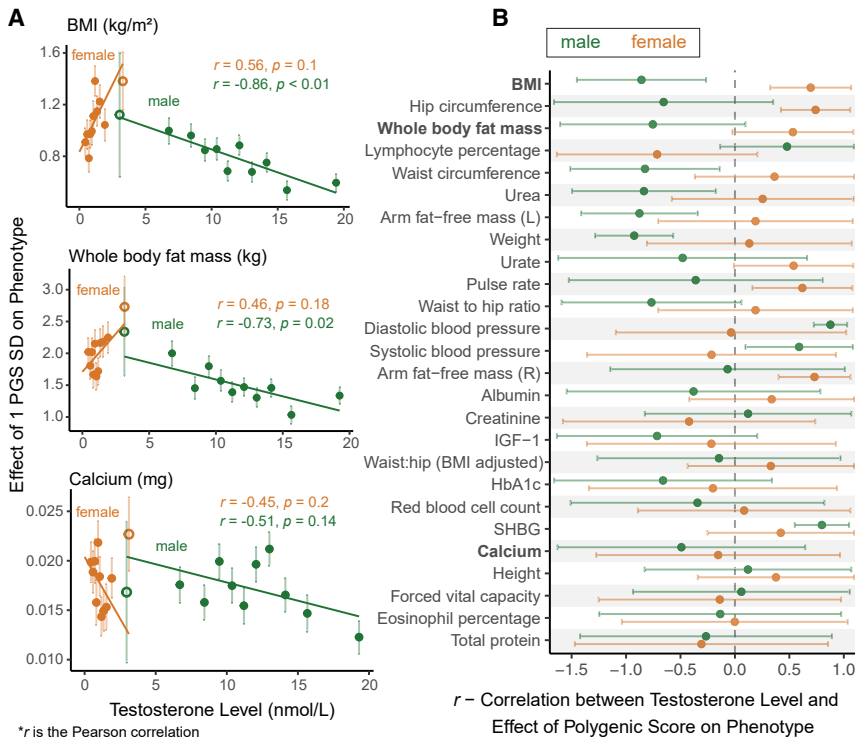 A
BMI (kg/m²)
female
r = 0.56, p = 0.1
r = -0.86, p < 0.01
male
1.6
1.2
0.8
0
5
10
15
20
Whole body fat mass (kg)
female
r = 0.46, p = 0.18
r = -0.73, p = 0.02
male
3.0
2.5
2.0
1.5
1.0
0
5
10
15
20
Calcium (mg)
female
r = -0.45, p = 0.2
r = -0.51, p = 0.14
male
0.025
0.020
0.015
0.010
0
5
10
15
20
Effect of 1 PGS SD on Phenotype
Testosterone Level (nmol/L)
*r is the Pearson correlation
B
male female
BMI
Hip circumference
Whole body fat mass
Lymphocyte percentage
Waist circumference
Urea
Arm fat−free mass (L)
Weight
Urate
Pulse rate
Waist to hip ratio
Diastolic blood pressure
Systolic blood pressure
Arm fat−free mass (R)
Albumin
Creatinine
IGF−1
Waist:hip (BMI adjusted)
HbA1c
Red blood cell count
SHBG
Calcium
Height
Forced vital capacity
Eosinophil percentage
Total protein
−1.5
−1.0
−0.5
0.0
0.5
1.0
r − Correlation between Testosterone Level and
Effect of Polygenic Score on Phenotype